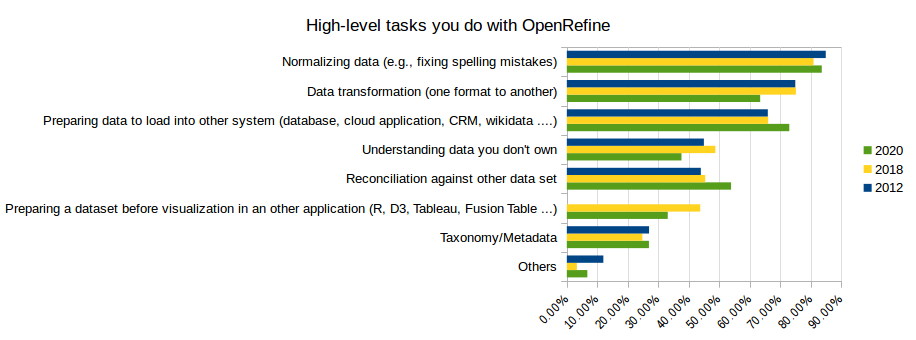 High-level tasks you do with OpenRefine
Normalizing data (e.g., fixing spelling mistakes)
Data transformation (one format to another)
Preparing data to load into other system (database, cloud application, CRM, wikidata ....)
Understanding data you don't own
Reconciliation against other data set
Preparing a dataset before visualization in an other application (R, D3, Tableau, Fusion Table ...)
Taxonomy/Metadata
Others
2020
2018
2012
0.00%
10.00%
20.00%
30.00%
40.00%
50.00%
60.00%
70.00%
80.00%
90.00%